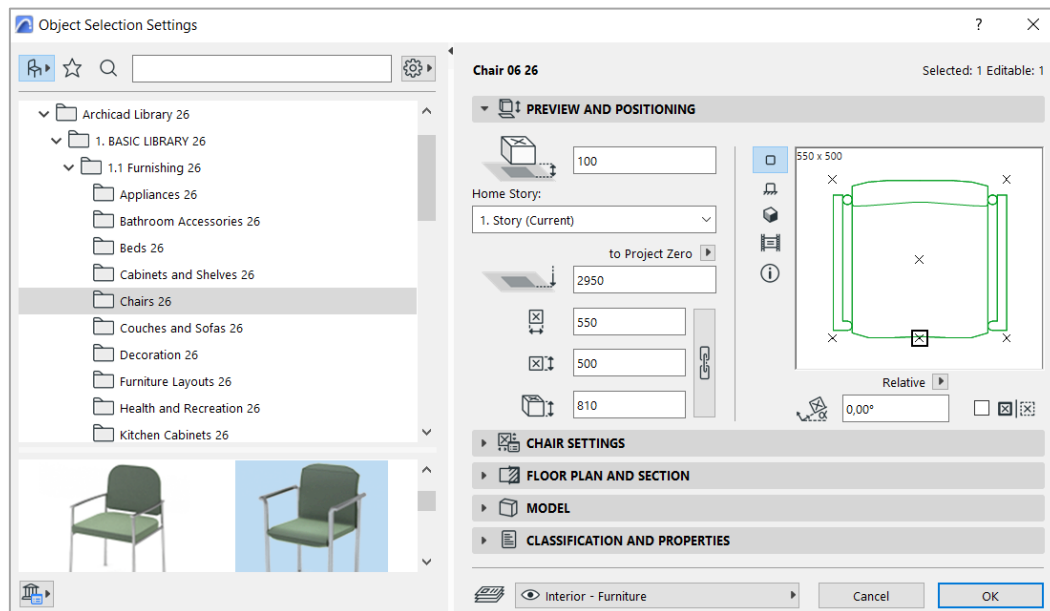 Object Selection Settings
?
Archicad Library 26
1. BASIC LIBRARY 26
1.1 Furnishing 26
Appliances 26
Bathroom Accessories 26
Beds 26
Cabinets and Shelves 26
Chairs 26
Couches and Sofas 26
Decoration 26
Furniture Layouts 26
Health and Recreation 26
Kitchen Cabinets 26
Chair 06 26
Selected: 1 Editable: 1
PREVIEW AND POSITIONING
100
Home Story:
1. Story (Current)
to Project Zero
2950
550
500
810
550 x 500
Relative
α
0,00°
CHAIR SETTINGS
FLOOR PLAN AND SECTION
MODEL
CLASSIFICATION AND PROPERTIES
Interior - Furniture
Cancel
OK